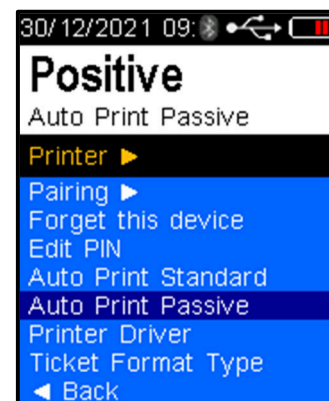 30/12/2021 09:
Positive
Auto Print Passive
Printer ▶
Pairing ▶
Forget this device
Edit PIN
Auto Print Standard
Auto Print Passive
Printer Driver
Ticket Format Type
◀ Back